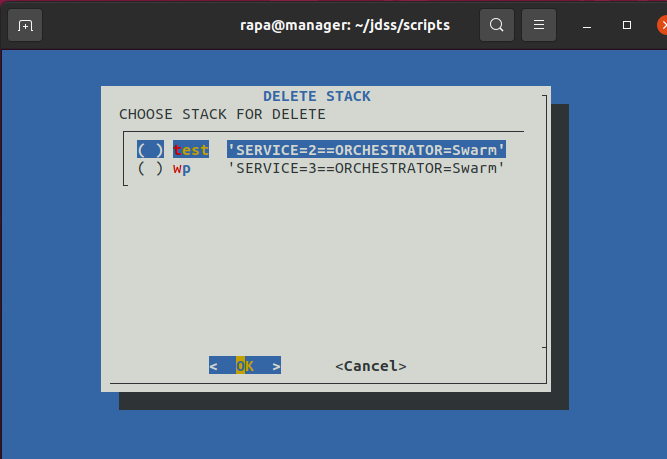 rapa@manager: ~/jdss/scripts
DELETE STACK
CHOOSE STACK FOR DELETE
( ) test 'SERVICE=2==ORCHESTRATOR=Swarm'
( ) wp 'SERVICE=3==ORCHESTRATOR=Swarm'
< OK > <Cancel>